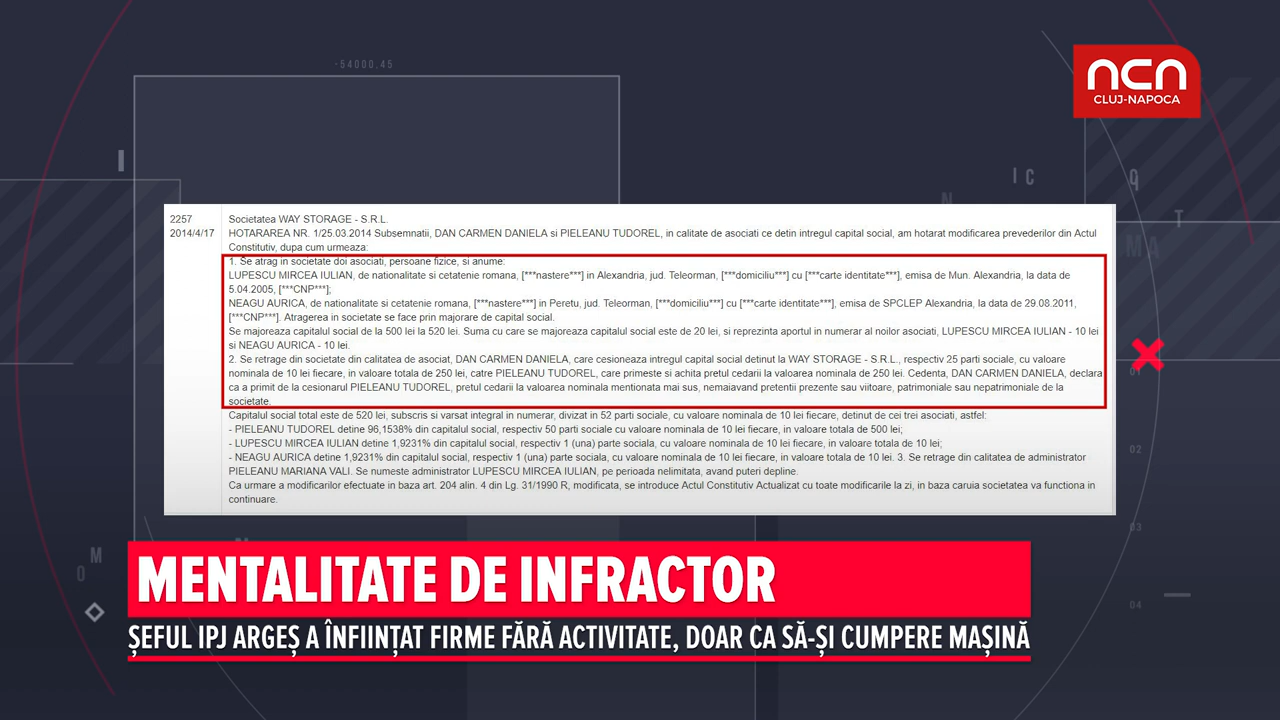 -54000.45
ncn
CLUJ-NAPOCA
I C
Q
N
T
MA
2257
2014/4/17
Societatea WAY STORAGE - S.R.L.
HOTARAREA NR. 1/25.03.2014 Subsemnatii, DAN CARMEN DANIELA si PIELEANU TUDOREL, in calitate de asociati ce detin intregul capital social, am hotarat modificarea prevederilor din Actul
Constitutiv, dupa cum urmeaza:
1. Se atrag in societate doi asociati, persoane fizice, si anume:
LUPESCU MIRCEA IULIAN, de nationalitate si cetatenie romana, [***nastere***] in Alexandria, jud. Teleorman, [***domiciliu***] cu [***carte identitate***], emisa de Mun. Alexandria, la data de
5.04.2005, [***CNP***];
NEAGU AURICA, de nationalitate si cetatenie romana, [***nastere***] in Peretu, jud. Teleorman, [***domiciliu***] cu [***carte identitate***], emisa de SPCLEP Alexandria, la data de 29.08.2011,
[***CNP***]. Atragerea in societate se face prin majorare de capital social.
Se majoreaza capitalul social de la 500 lei la 520 lei. Suma cu care se majoreaza capitalul social este de 20 lei, si reprezinta aportul in numerar al noilor asociati, LUPESCU MIRCEA IULIAN - 10 lei
si NEAGU AURICA - 10 lei.
2. Se retrage din societate din calitatea de asociat, DAN CARMEN DANIELA, care cesioneaza intregul capital social detinut la WAY STORAGE - S.R.L., respectiv 25 parti sociale, cu valoare
nominala de 10 lei fiecare, in valoare totala de 250 lei, catre PIELEANU TUDOREL, care primeste si achita pretul cedarii la valoarea nominala de 250 lei. Cedenta, DAN CARMEN DANIELA, declara
ca a primit de la cesionarul PIELEANU TUDOREL, pretul cedarii la valoarea nominala mentionata mai sus, nemaiavand pretentii prezente sau viitoare, patrimoniale sau nepatrimoniale de la
societate.
Capitalul social total este de 520 lei, subscris si varsat integral in numerar, divizat in 52 parti sociale, cu valoare nominala de 10 lei fiecare, detinut de cei trei asociati, astfel:
- PIELEANU TUDOREL detine 96,1538% din capitalul social, respectiv 50 parti sociale cu valoare nominala de 10 lei fiecare, in valoare totala de 500 lei;
- LUPESCU MIRCEA IULIAN detine 1,9231% din capitalul social, respectiv 1 (una) parte sociala, cu valoare nominala de 10 lei fiecare, in valoare totala de 10 lei;
- NEAGU AURICA detine 1,9231% din capitalul social, respectiv 1 (una) parte sociala, cu valoare nominala de 10 lei fiecare, in valoare totala de 10 lei. 3. Se retrage din calitatea de administrator
PIELEANU MARIANA VALI. Se numeste administrator LUPESCU MIRCEA IULIAN, pe perioada nelimitata, avand puteri depline.
Ca urmare a modificarilor efectuate in baza art. 204 alin. 4 din Lg. 31/1990 R, modificata, se introduce Actul Constitutiv Actualizat cu toate modificarile la zi, in baza caruia societatea va functiona in
continuare.
01
02
03
04
M
O
MENTALITATE DE INFRACTOR
ȘEFUL IPJ ARGEȘ A ÎNFIINȚAT FIRME FĂRĂ ACTIVITATE, DOAR CA SĂ-ȘI CUMPERE MAȘINĂ